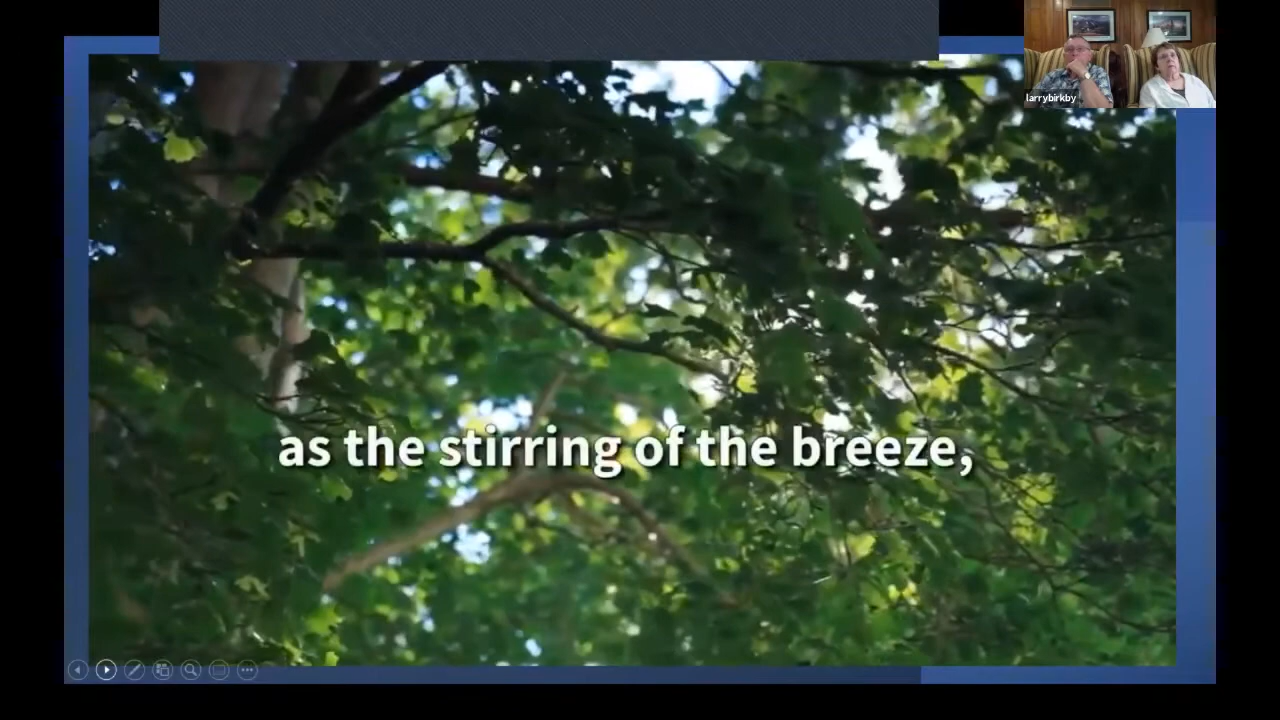 larrybirkby
as the stirring of the breeze,